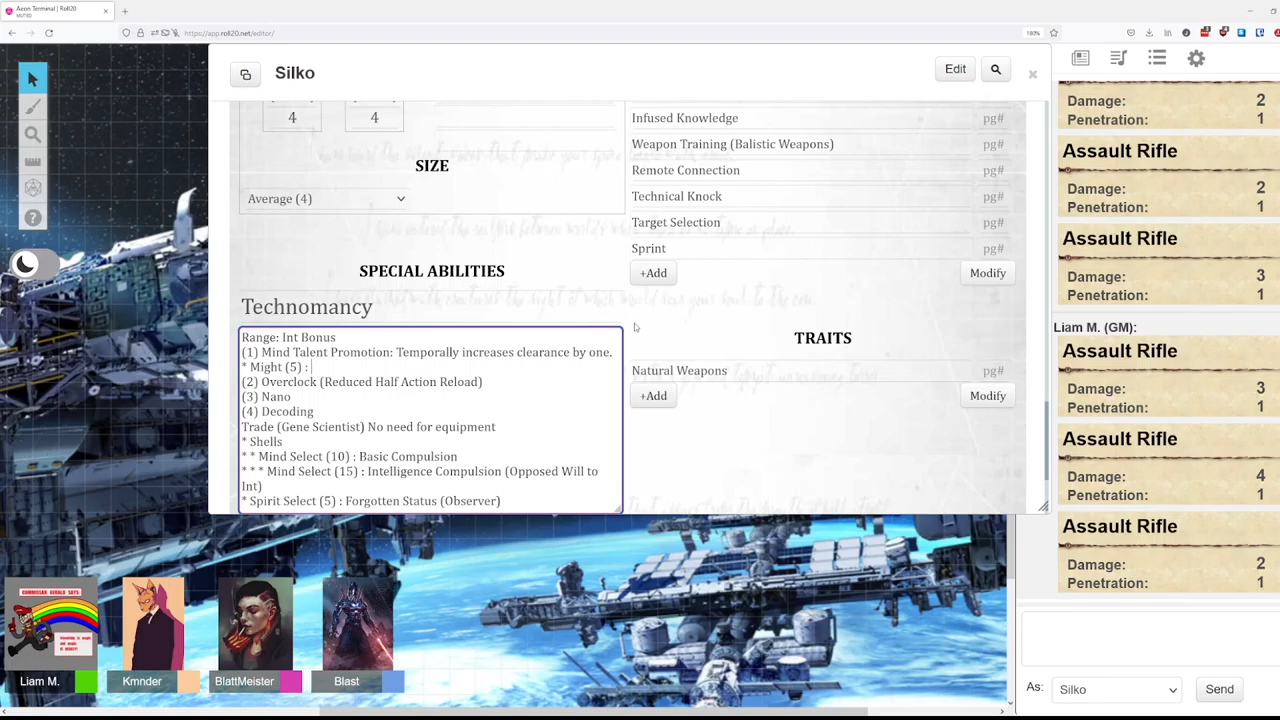 Aeon Terminal | Roll20
MUTED
https://app.roll20.net/editor/
180%
Silko
Edit
4
4
SIZE
Average (4)
SPECIAL ABILITIES
Technomancy
Range: Int Bonus
(1) Mind Talent Promotion: Temporally increases clearance by one.
* Might (5) :
(2) Overclock (Reduced Half Action Reload)
(3) Nano
(4) Decoding
Trade (Gene Scientist) No need for equipment
* Shells
* * Mind Select (10) : Basic Compulsion
* * * Mind Select (15) : Intelligence Compulsion (Opposed Will to
Int)
* Spirit Select (5) : Forgotten Status (Observer)
Infused Knowledge pg#
Weapon Training (Balistic Weapons) pg#
Remote Connection pg#
Technical Knock pg#
Target Selection pg#
Sprint pg#
+Add Modify
TRAITS
Natural Weapons pg#
+Add Modify
Damage: 2
Penetration: 1
Assault Rifle
Damage: 2
Penetration: 1
Assault Rifle
Damage: 3
Penetration: 1
Liam M. (GM):
Assault Rifle
Damage: 3
Penetration: 1
Assault Rifle
Damage: 4
Penetration: 1
Assault Rifle
Damage: 2
Penetration: 1
As: Silko Send
COMMISSAR GERALD SAYS:
Liam M.
Kmnder
BlattMeister
Blast